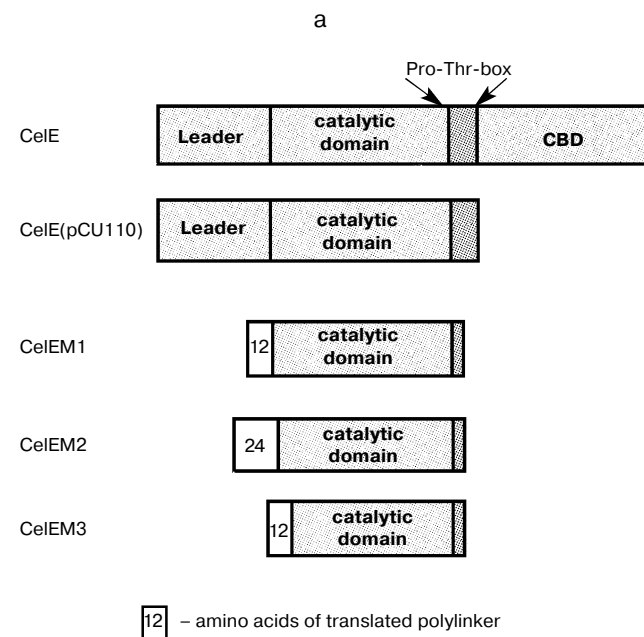 a
Pro-Thr-box
CelE
Leader
catalytic
domain
CBD
CelE(pCU110)
Leader
catalytic
domain
CelEM1
12
catalytic
domain
CelEM2
24
catalytic
domain
CelEM3
12
catalytic
domain
12 – amino acids of translated polylinker